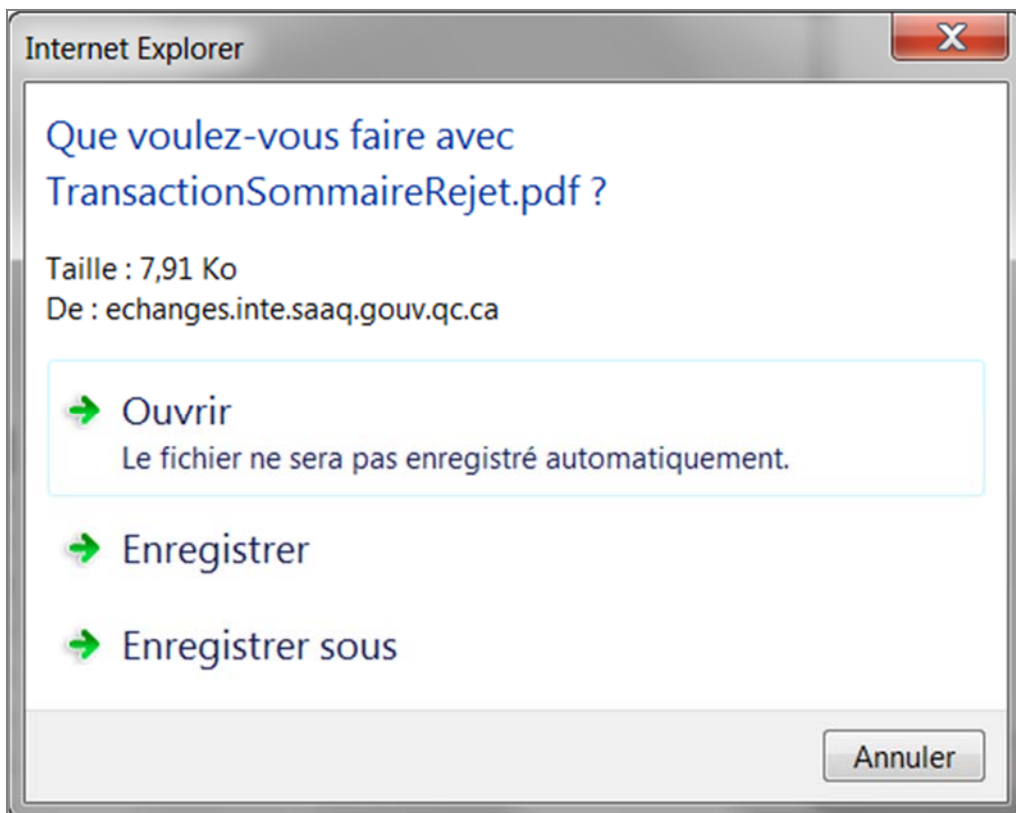 Internet Explorer
Que voulez-vous faire avec
TransactionSommaireRejet.pdf ?
Taille : 7,91 Ko
De : echanges.inte.saaq.gouv.qc.ca
Ouvrir
Le fichier ne sera pas enregistré automatiquement.
Enregistrer
Enregistrer sous
Annuler